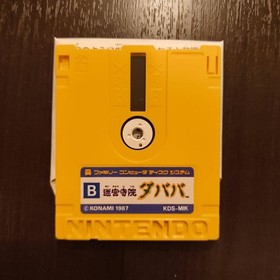 ファミリー コンピュータ ディスク システム
B 迷宮寺院 ダババ
©KONAMI 1987 KDS-MIK
NINTENDO